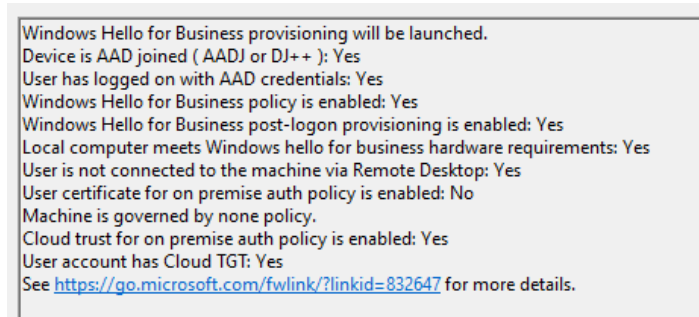 Windows Hello for Business provisioning will be launched.
Device is AAD joined ( AADJ or DJ++ ): Yes
User has logged on with AAD credentials: Yes
Windows Hello for Business policy is enabled: Yes
Windows Hello for Business post-logon provisioning is enabled: Yes
Local computer meets Windows hello for business hardware requirements: Yes
User is not connected to the machine via Remote Desktop: Yes
User certificate for on premise auth policy is enabled: No
Machine is governed by none policy.
Cloud trust for on premise auth policy is enabled: Yes
User account has Cloud TGT: Yes
See https://go.microsoft.com/fwlink/?linkid=832647 for more details.